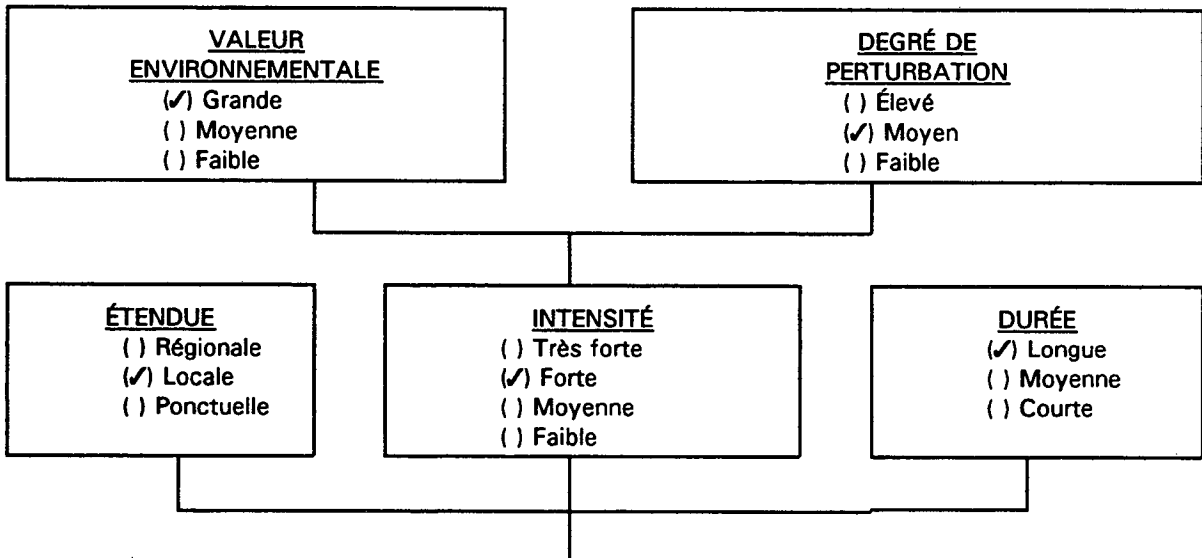 VALEUR
ENVIRONNEMENTALE
(✓) Grande
( ) Moyenne
( ) Faible
DEGRÉ DE
PERTURBATION
( ) Élevé
(✓) Moyen
( ) Faible
ÉTENDUE
( ) Régionale
(✓) Locale
( ) Ponctuelle
INTENSITÉ
( ) Très forte
(✓) Forte
( ) Moyenne
( ) Faible
DURÉE
(✓) Longue
( ) Moyenne
( ) Courte